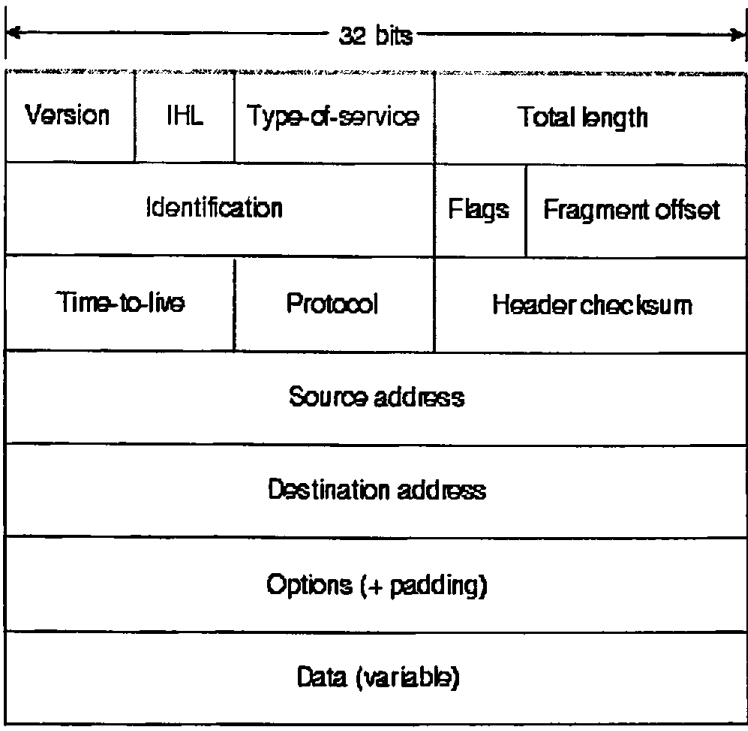 32 bits
Version IHL Type-of-service Total length
Identification Flags Fragment offset
Time-to-live Protocol Header checksum
Source address
Destination address
Options (+ padding)
Data (variable)